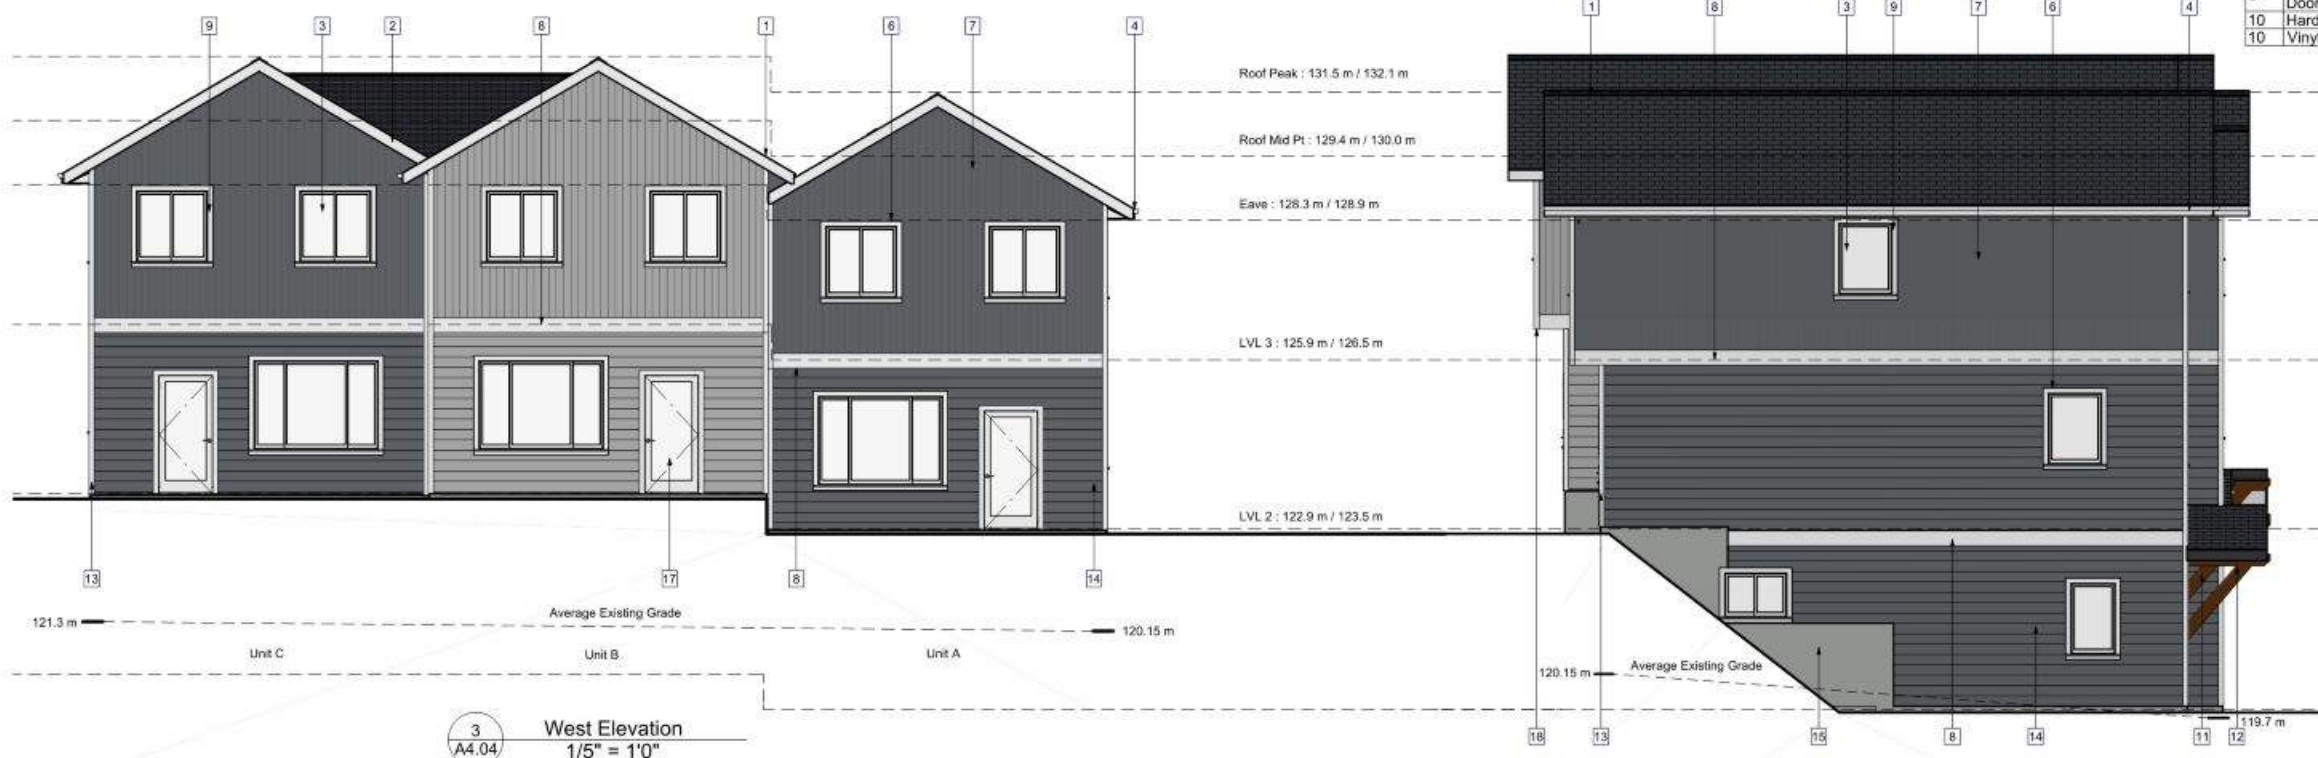 9 3 2 8 1 6 7 4
1 8 3 9 7 6 4
Door
10 Hard
10 Viny
Roof Peak : 131.5 m / 132.1 m
Roof Mid Pt : 129.4 m / 130.0 m
Eave : 128.3 m / 128.9 m
LVL 3 : 125.9 m / 126.5 m
LVL 2 : 122.9 m / 123.5 m
13 17 8 14
121.3 m Average Existing Grade 120.15 m
Unit C Unit B Unit A
120.15 m Average Existing Grade 119.7 m
18 13 15 8 14 11 12
3 West Elevation
A4.04 1/5" = 1'0"